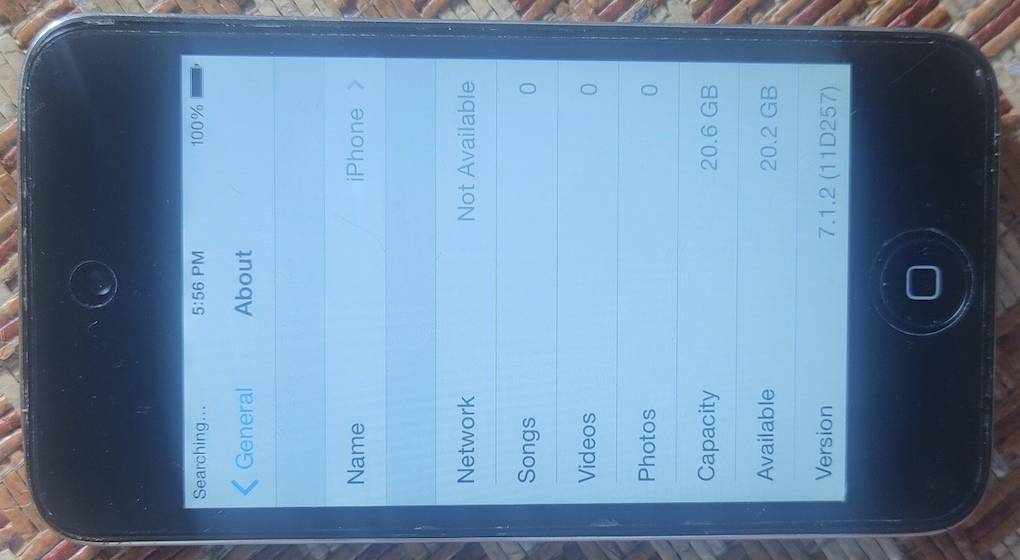 Searching... 5:56 PM 100%
General About
Name iPhone
Network Not Available
Songs 0
Videos 0
Photos 0
Capacity 20.6 GB
Available 20.2 GB
Version 7.1.2 (11D257)